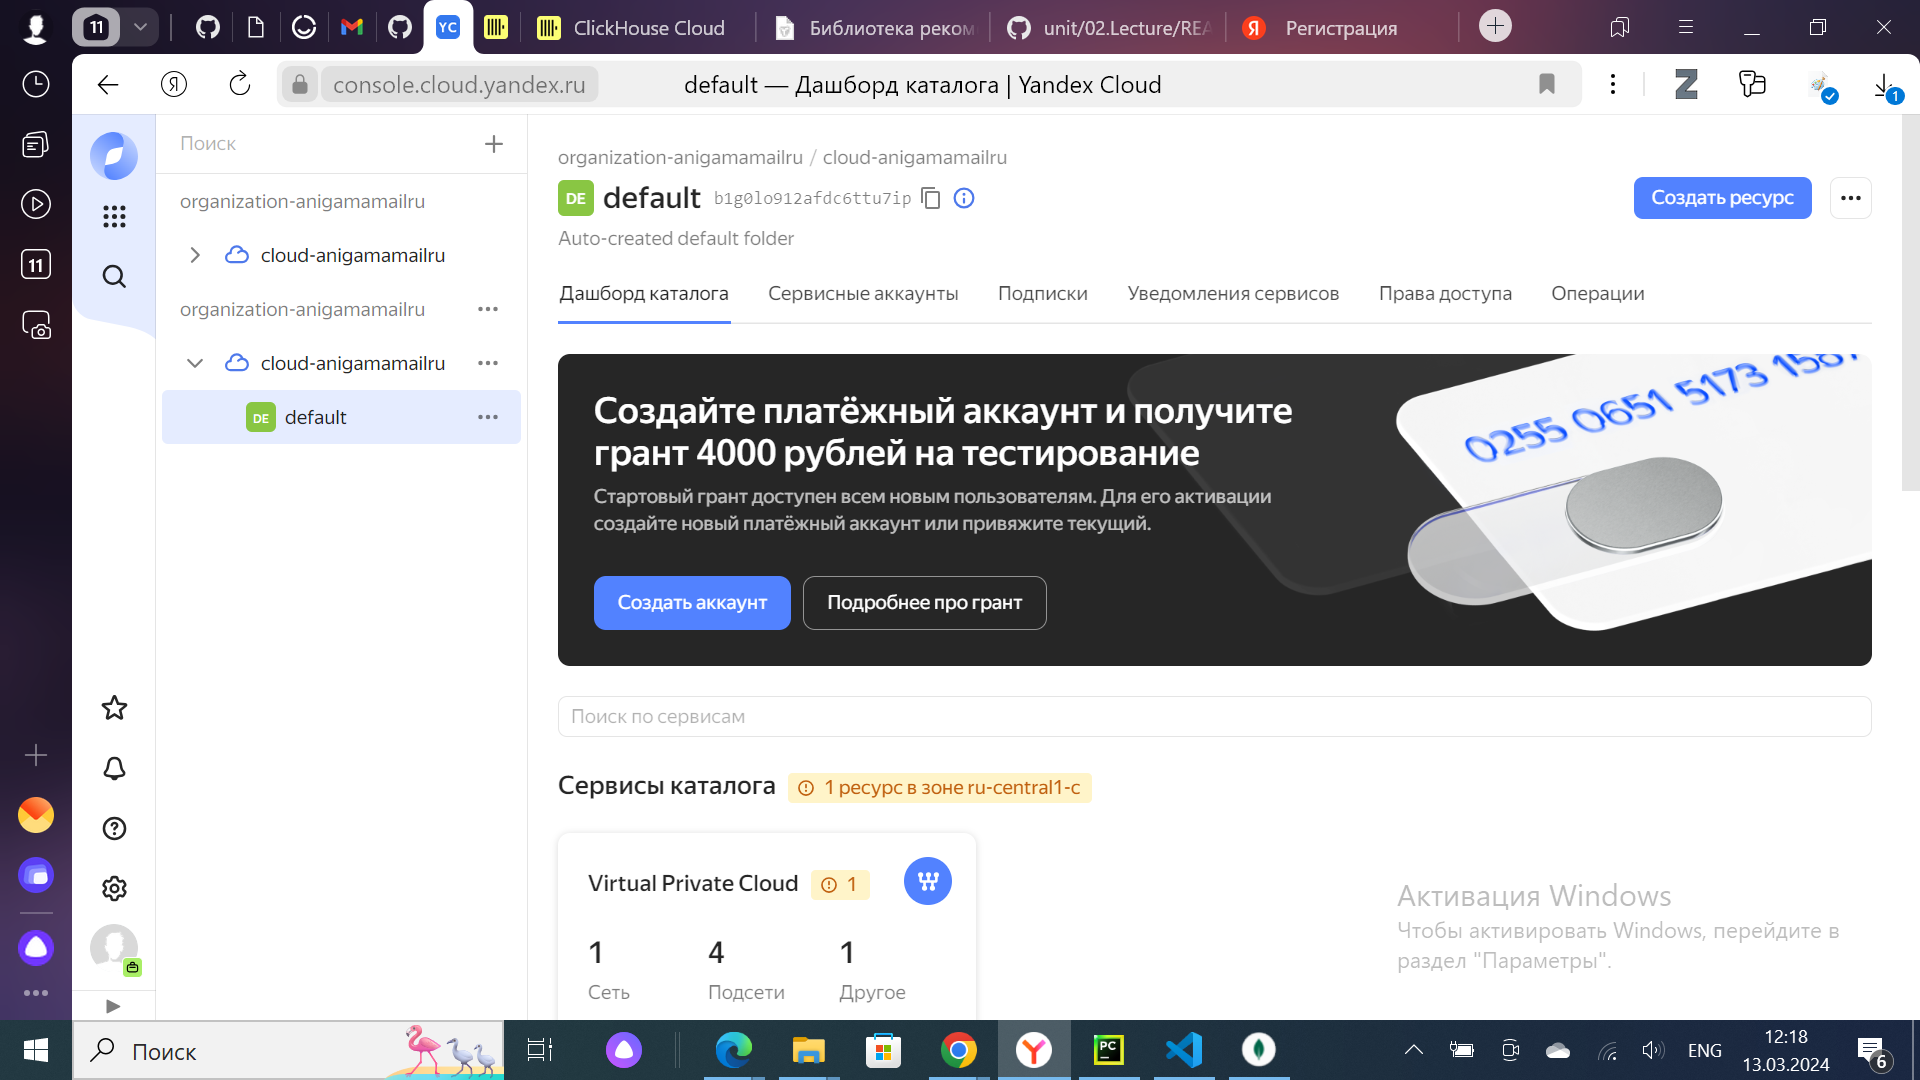 11
YC
ClickHouse Cloud
Библиотека реком
unit/02.Lecture/REA
Я
Регистрация
Я
console.cloud.yandex.ru
default — Дашборд каталога | Yandex Cloud
1
11
Поиск
organization-anigamamailru
cloud-anigamamailru
organization-anigamamailru
cloud-anigamamailru
DE default
organization-anigamamailru / cloud-anigamamailru
DE default b1g0lo912afdc6ttu7ip
Auto-created default folder
Создать ресурс
Дашборд каталога
Сервисные аккаунты
Подписки
Уведомления сервисов
Права доступа
Операции
Создайте платёжный аккаунт и получите
грант 4000 рублей на тестирование
Стартовый грант доступен всем новым пользователям. Для его активации
создайте новый платёжный аккаунт или привяжите текущий.
Создать аккаунт
Подробнее про грант
0255 0651 5173 1581
Поиск по сервисам
Сервисы каталога
1 ресурс в зоне ru-central1-c
Virtual Private Cloud
1
1 4 1
Сеть Подсети Другое
Активация Windows
Чтобы активировать Windows, перейдите в
раздел "Параметры".
Поиск
PC
ENG
12:18
13.03.2024
6